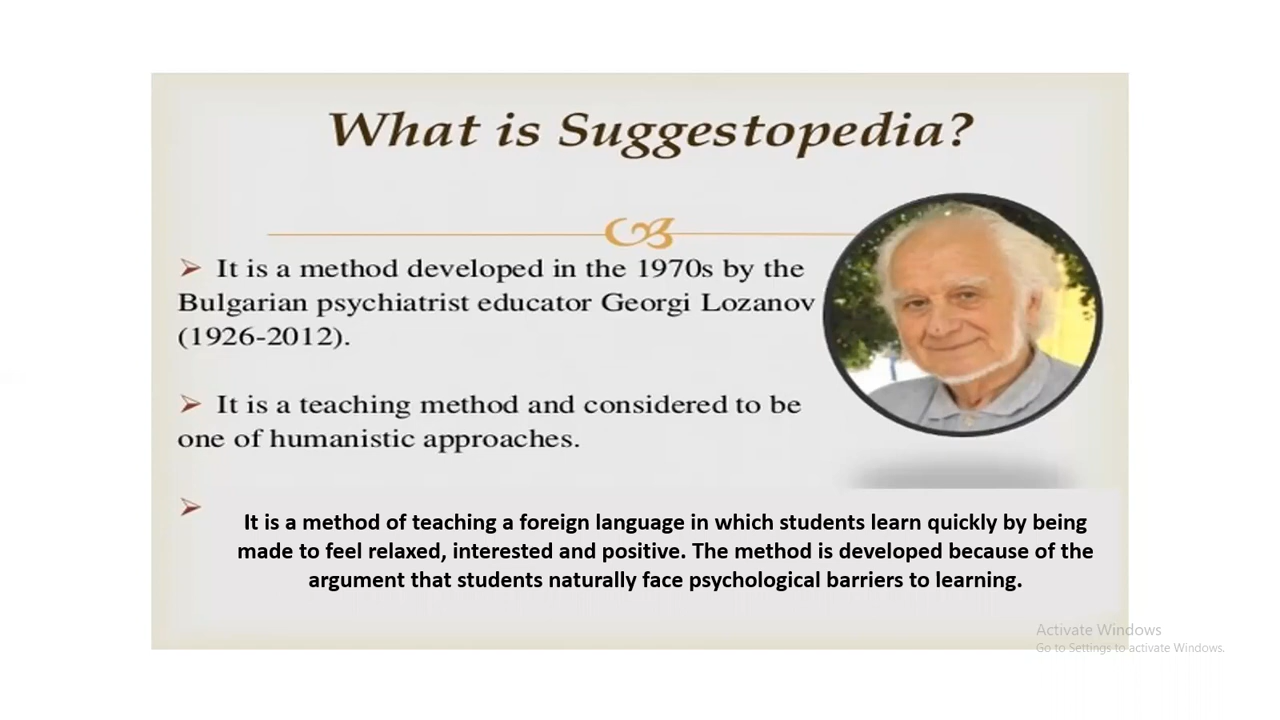 What is Suggestopedia?
➢ It is a method developed in the 1970s by the
Bulgarian psychiatrist educator Georgi Lozanov
(1926-2012).
➢ It is a teaching method and considered to be
one of humanistic approaches.
➢
It is a method of teaching a foreign language in which students learn quickly by being
made to feel relaxed, interested and positive. The method is developed because of the
argument that students naturally face psychological barriers to learning.
Activate Windows
Go to Settings to activate Windows.